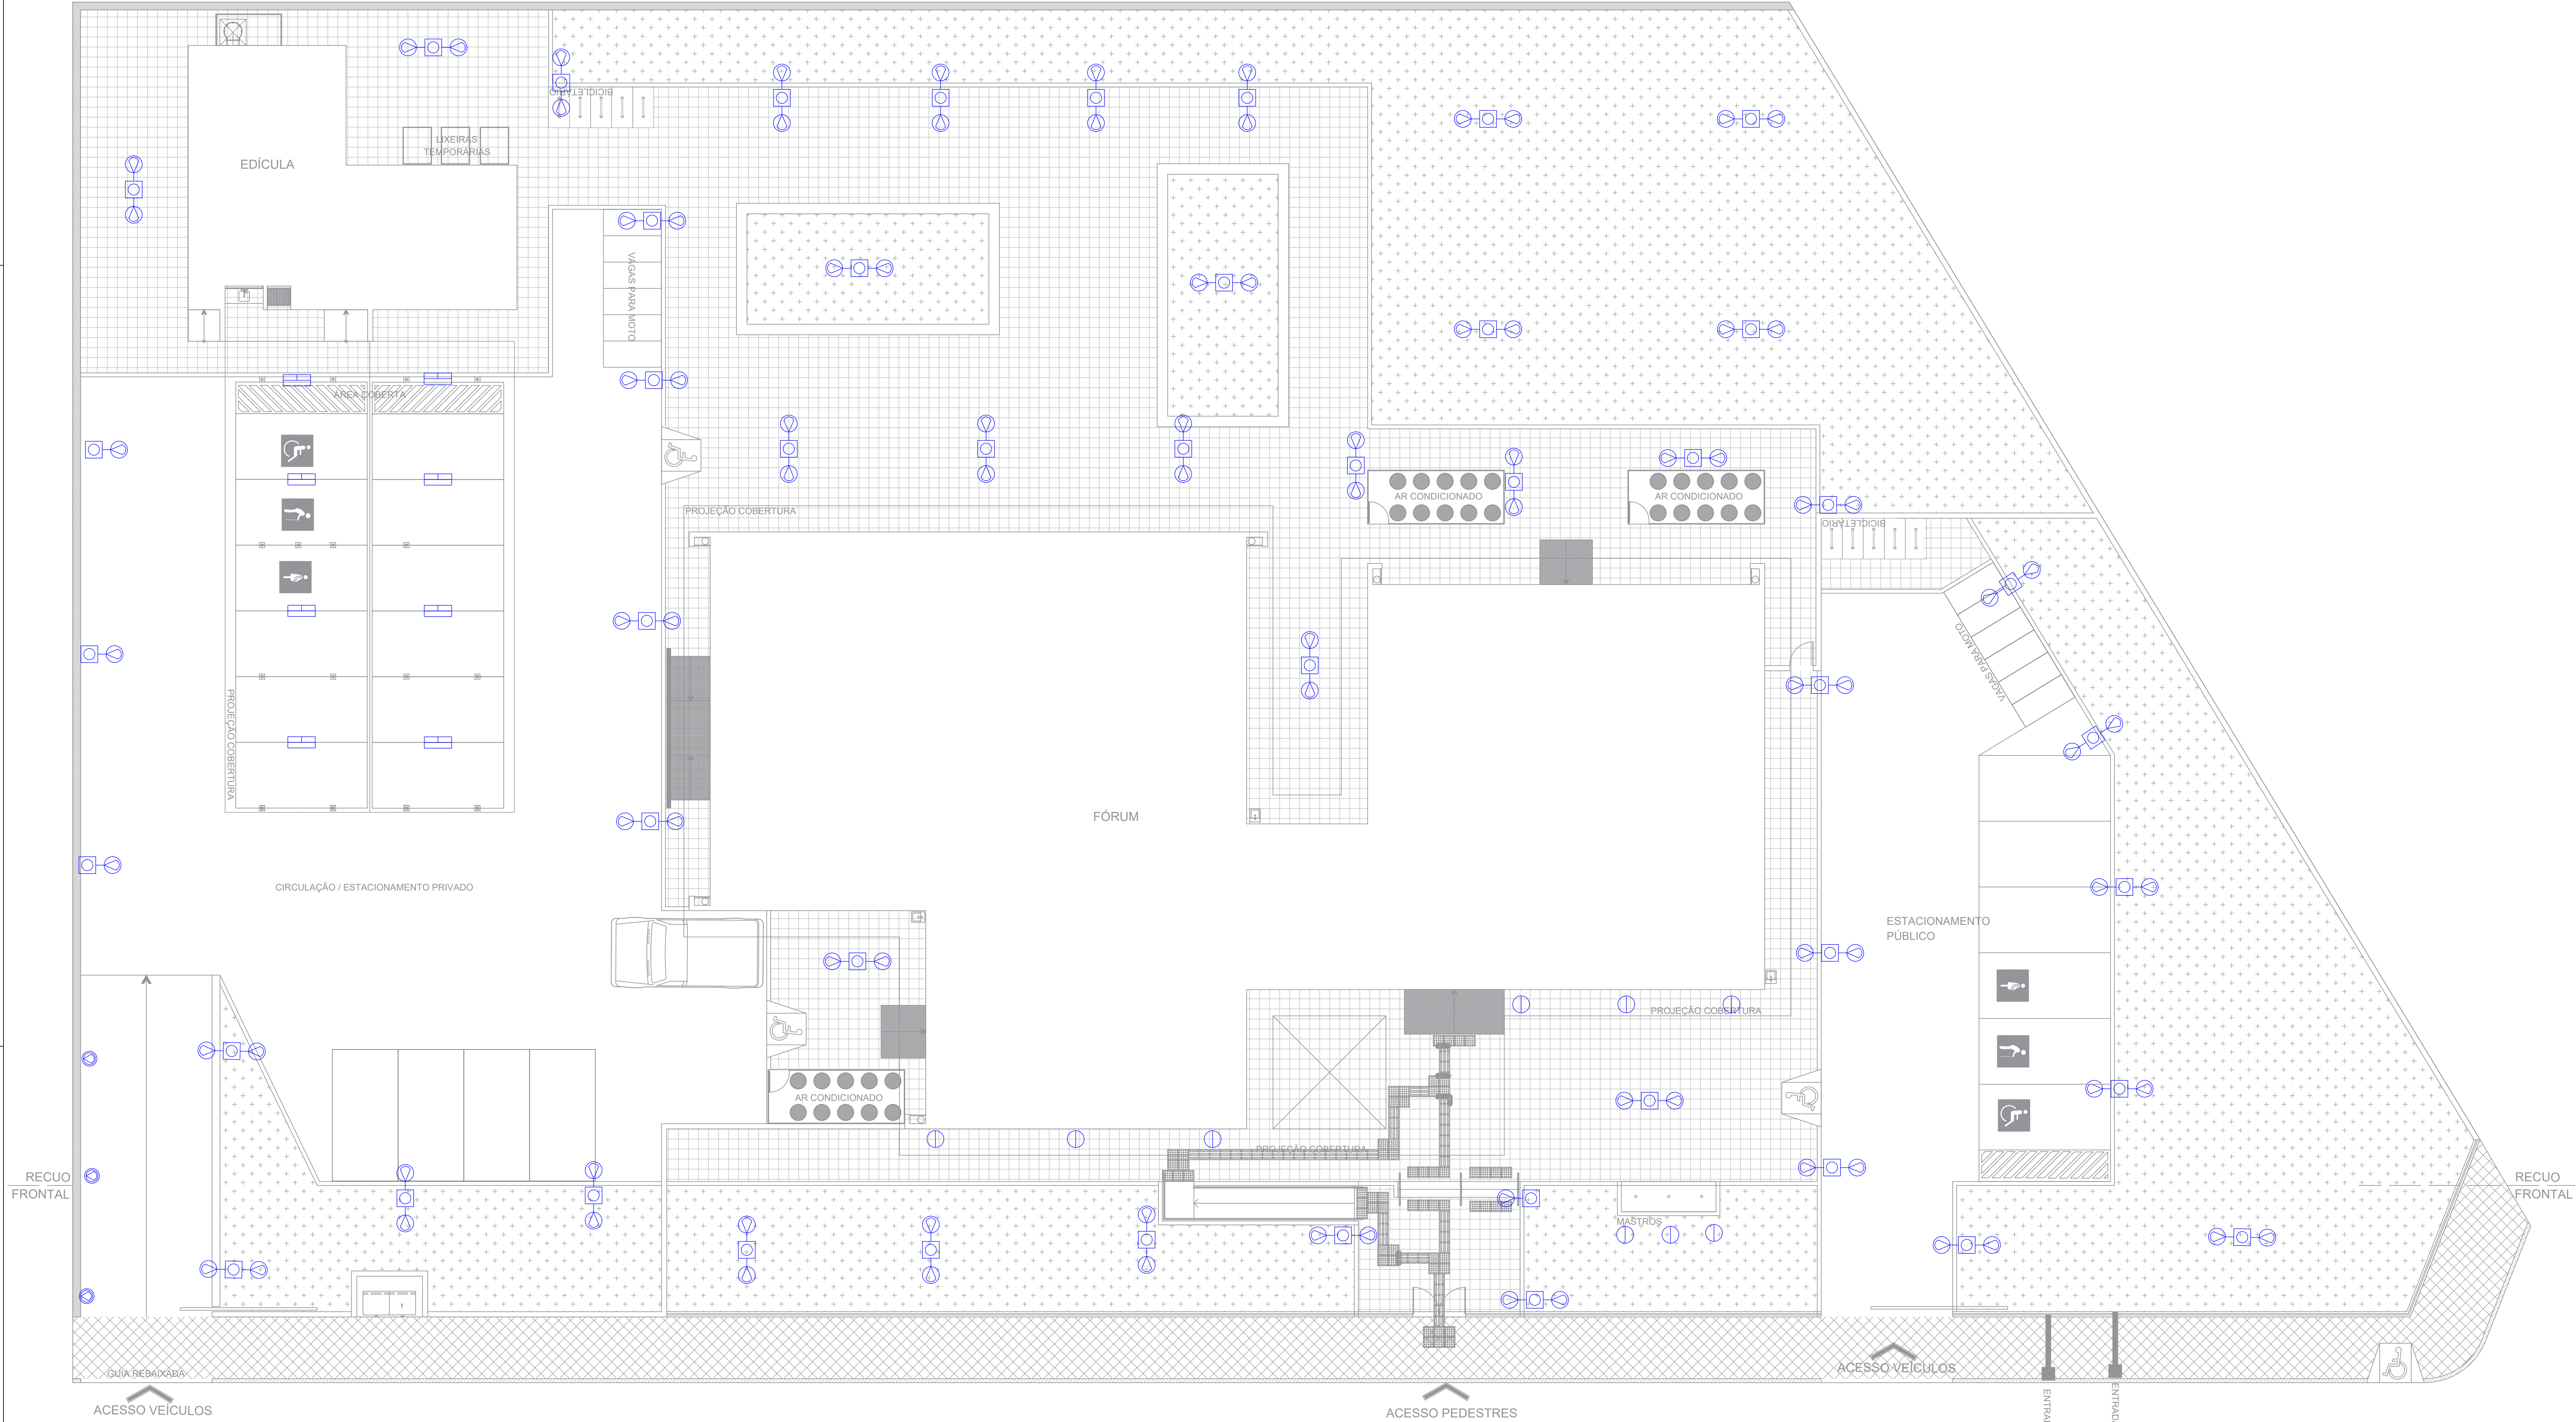 BICICLETÁRIO
LIXEIRAS
TEMPORÁRIAS
EDÍCULA
VAGAS PARA MOTO
ÁREA COBERTA
AR CONDICIONADO
AR CONDICIONADO
PROJEÇÃO COBERTURA
BICICLETÁRIO
VAGAS PARA MOTO
PROJEÇÃO COBERTURA
FÓRUM
CIRCULAÇÃO / ESTACIONAMENTO PRIVADO
ESTACIONAMENTO
PÚBLICO
PROJEÇÃO COBERTURA
AR CONDICIONADO
PROJEÇÃO COBERTURA
RECUO
FRONTAL
RECUO
FRONTAL
MASTROS
GUIA REBAIXADA
ACESSO VEÍCULOS
ACESSO VEÍCULOS
ACESSO PEDESTRES